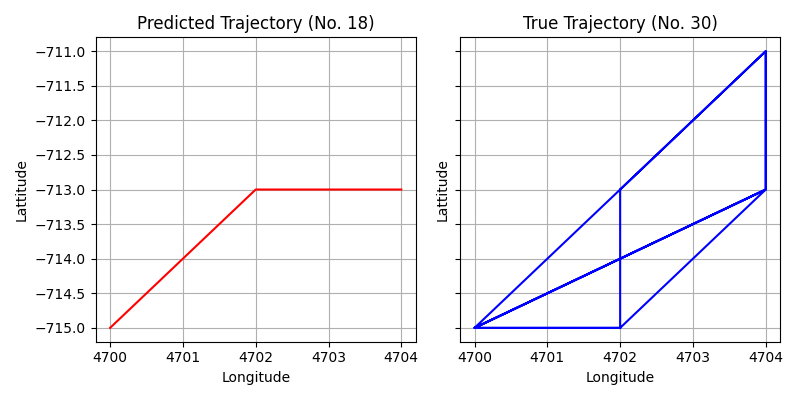 Predicted Trajectory (No. 18)
True Trajectory (No. 30)
−711.0
−711.5
−712.0
−712.5
−713.0
−713.5
−714.0
−714.5
−715.0
Lattitude
Lattitude
4700 4701 4702 4703 4704
4700 4701 4702 4703 4704
Longitude
Longitude